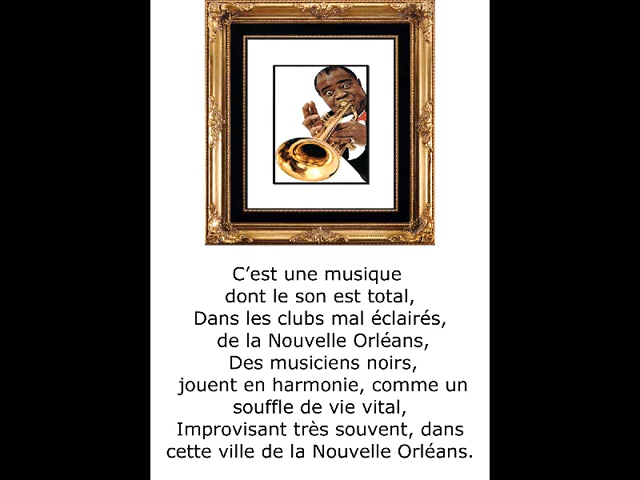 C’est une musique
dont le son est total,
Dans les clubs mal éclairés,
de la Nouvelle Orléans,
Des musiciens noirs,
jouent en harmonie, comme un
souffle de vie vital,
Improvisant très souvent, dans
cette ville de la Nouvelle Orléans.